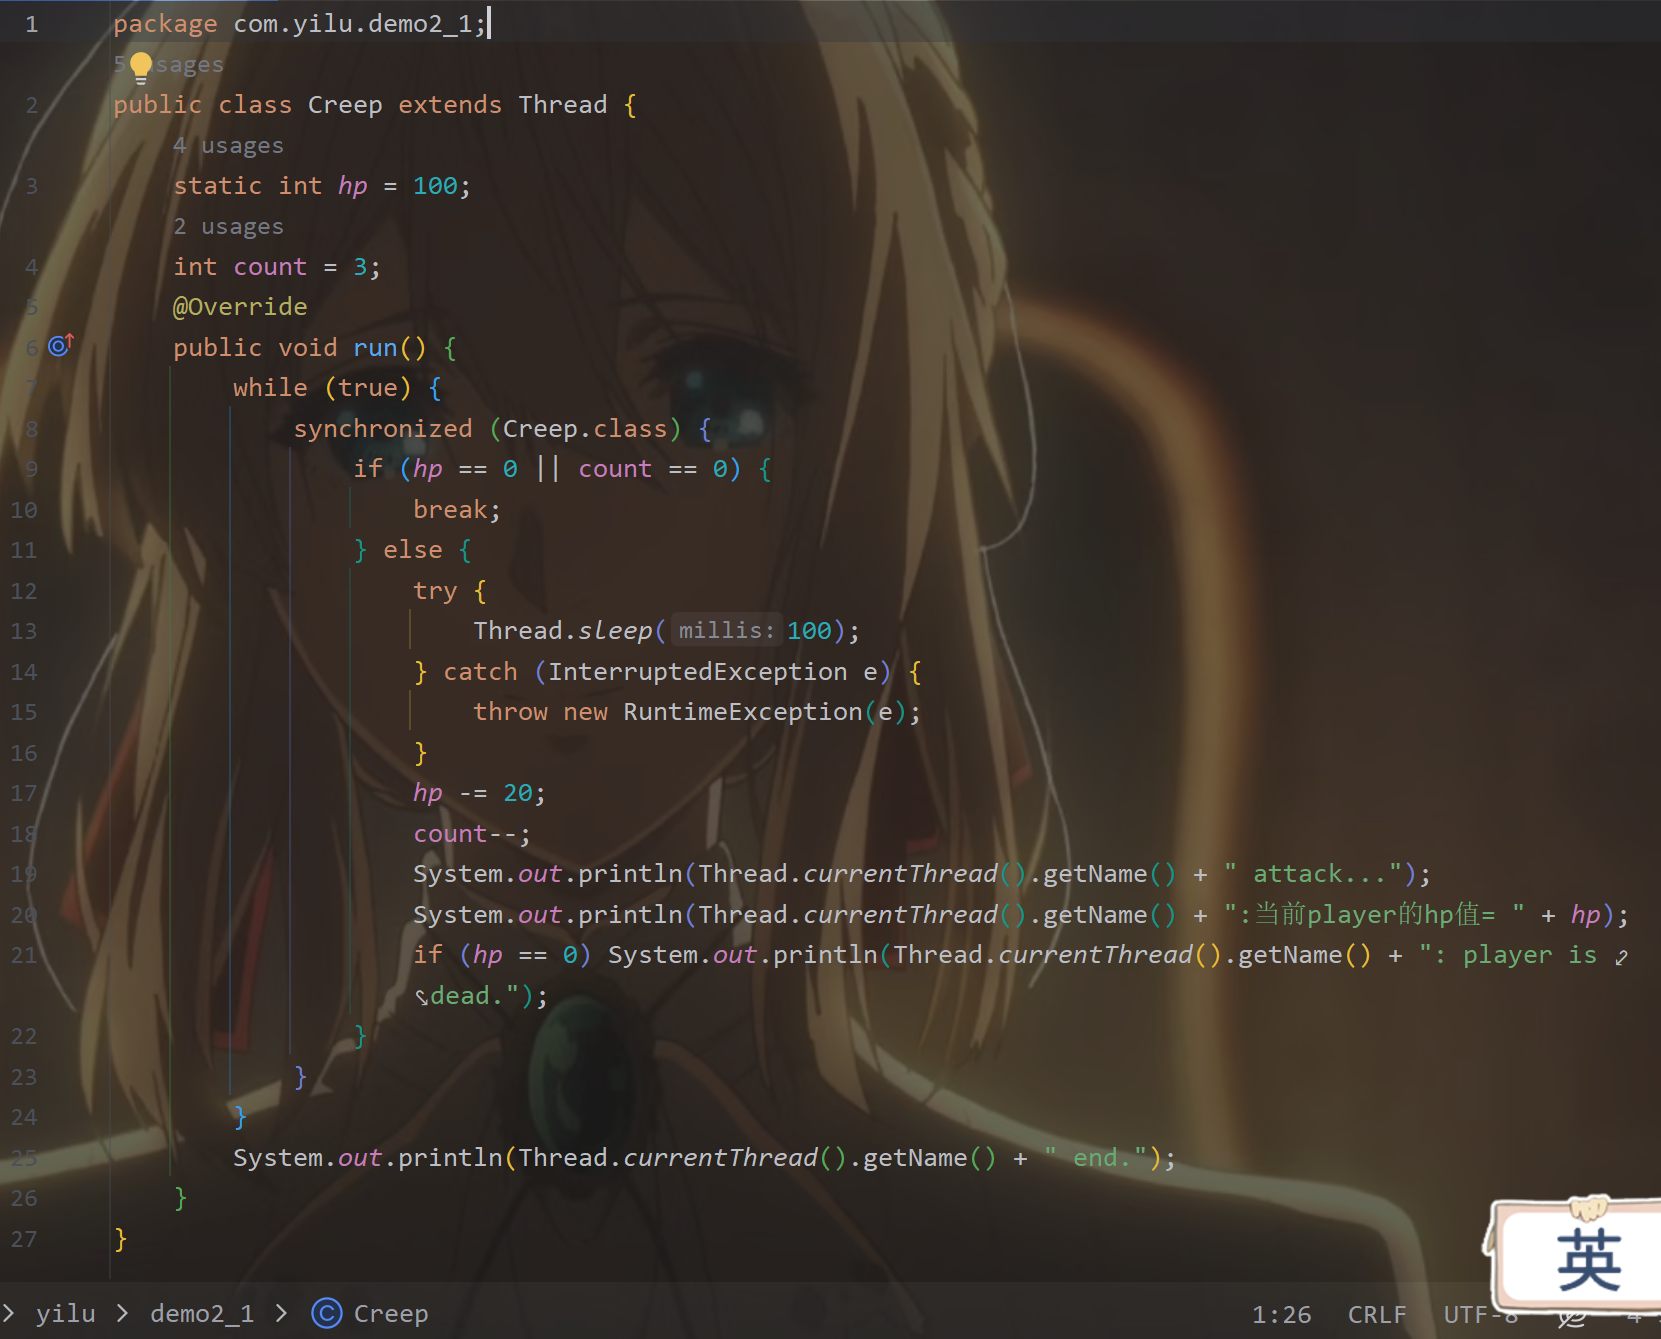 1 package com.yilu.demo2_1;
5 usages
2 public class Creep extends Thread {
4 usages
3 static int hp = 100;
2 usages
4 int count = 3;
5 @Override
6 public void run() {
7 while (true) {
8 synchronized (Creep.class) {
9 if (hp == 0 || count == 0) {
10 break;
11 } else {
12 try {
13 Thread.sleep( millis: 100);
14 } catch (InterruptedException e) {
15 throw new RuntimeException(e);
16 }
17 hp -= 20;
18 count--;
19 System.out.println(Thread.currentThread().getName() + " attack...");
20 System.out.println(Thread.currentThread().getName() + ":当前player的hp值= " + hp);
21 if (hp == 0) System.out.println(Thread.currentThread().getName() + ": player is
dead.");
22 }
23 }
24 }
25 System.out.println(Thread.currentThread().getName() + " end.");
26 }
27 }
英
> yilu > demo2_1 > © Creep 1:26 CRLF UTF-8 4